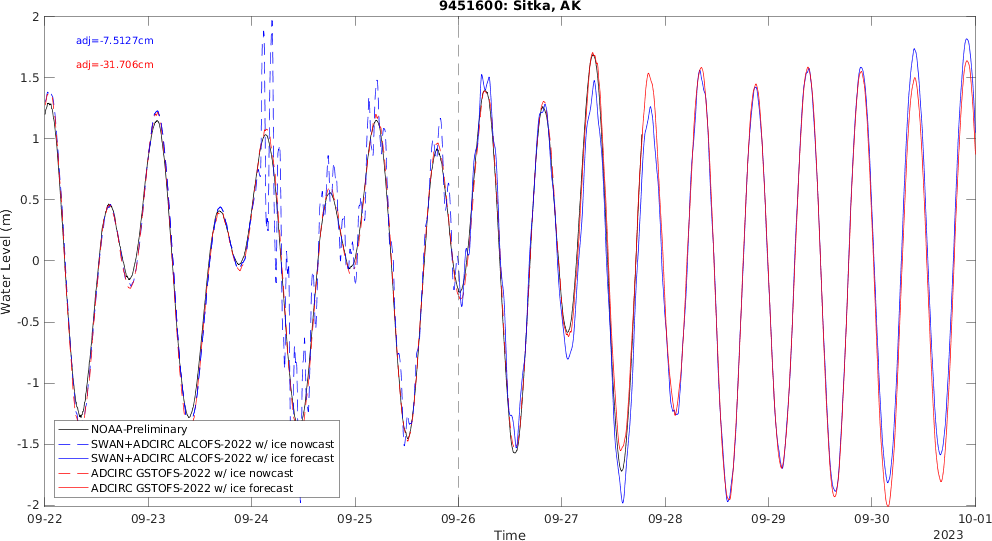 9451600: Sitka, AK
2
1.5
1
0.5
0
-0.5
-1
-1.5
-2
Water Level (m)
adj=-7.5127cm
adj=-31.706cm
NOAA-Preliminary
SWAN+ADCIRC ALCOFS-2022 w/ ice nowcast
SWAN+ADCIRC ALCOFS-2022 w/ ice forecast
ADCIRC GSTOFS-2022 w/ ice nowcast
ADCIRC GSTOFS-2022 w/ ice forecast
09-22 09-23 09-24 09-25 09-26 09-27 09-28 09-29 09-30 10-01
Time
2023